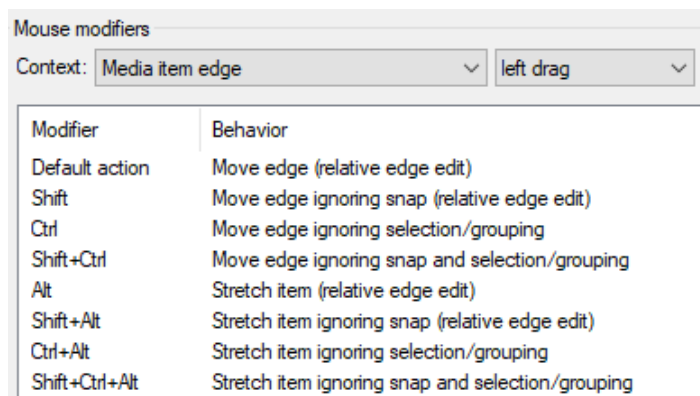 Mouse modifiers
Context: Media item edge left drag
Modifier Behavior
Default action Move edge (relative edge edit)
Shift Move edge ignoring snap (relative edge edit)
Ctrl Move edge ignoring selection/grouping
Shift+Ctrl Move edge ignoring snap and selection/grouping
Alt Stretch item (relative edge edit)
Shift+Alt Stretch item ignoring snap (relative edge edit)
Ctrl+Alt Stretch item ignoring selection/grouping
Shift+Ctrl+Alt Stretch item ignoring snap and selection/grouping